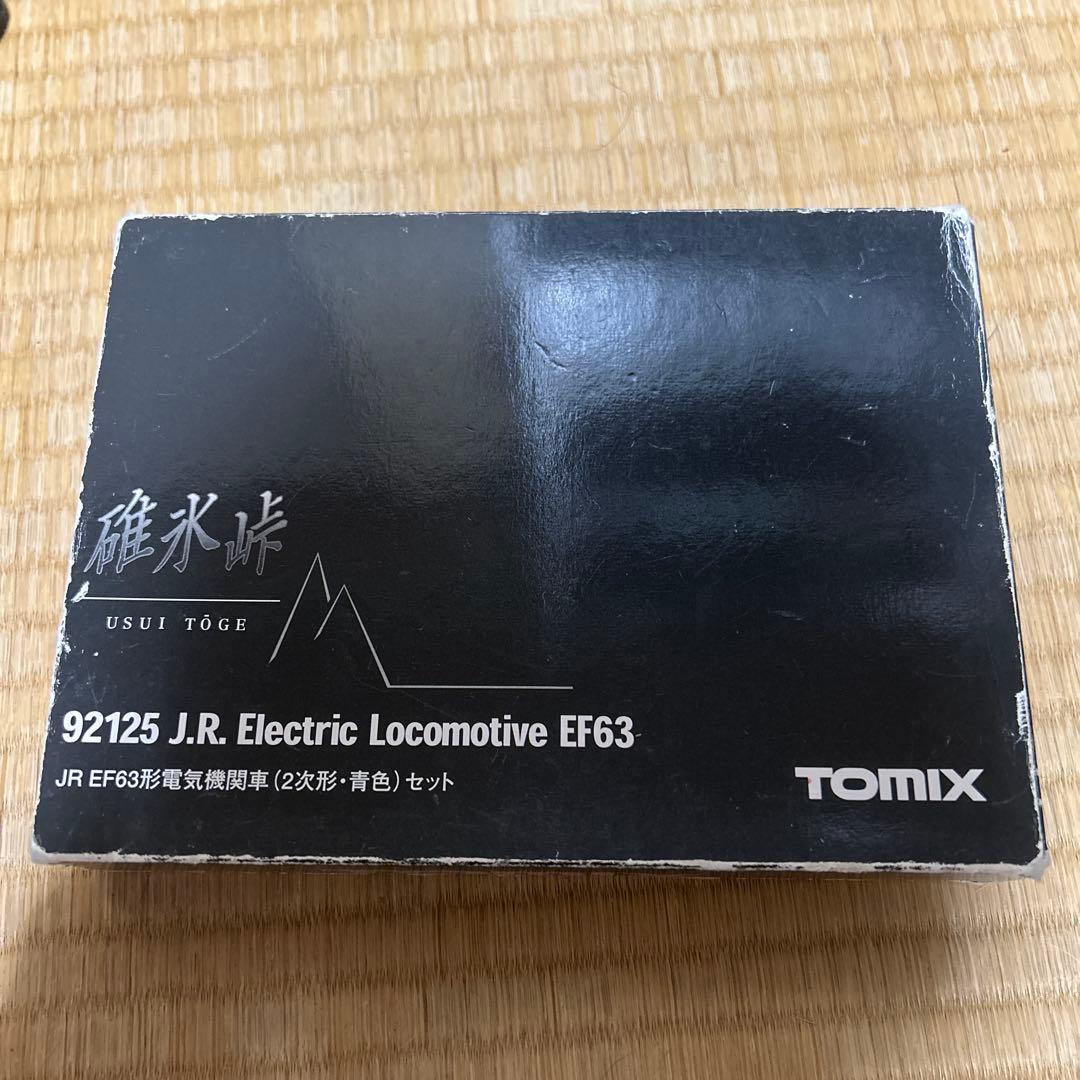 碓氷峠
USUI TŌGE
92125 J.R. Electric Locomotive EF63
JR EF63形電気機関車（2次形・青色）セット
TOMIX